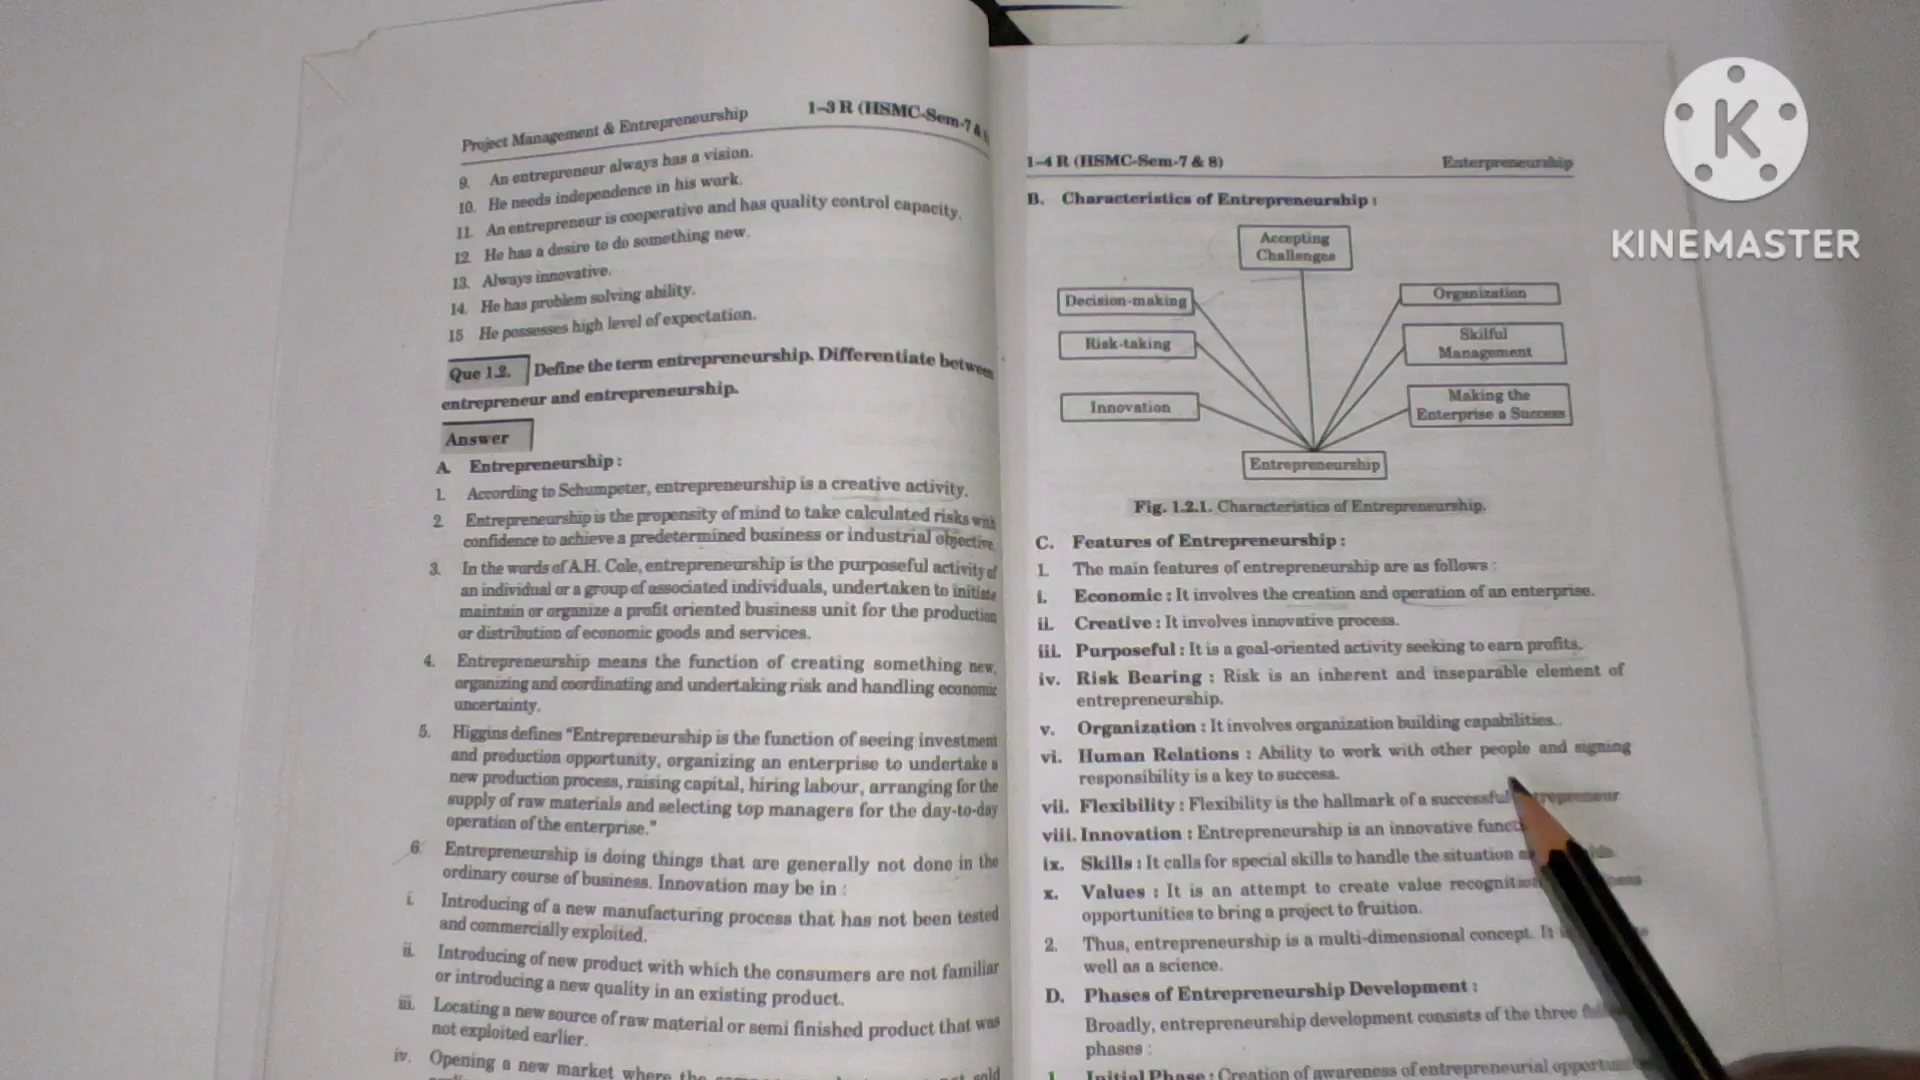 Project Management & Entrepreneurship 1–3 R (HSMC-Sem-7 &
9. An entrepreneur always has a vision.
10. He needs independence in his work.
11. An entrepreneur is cooperative and has quality control capacity.
12. He has a desire to do something new.
13. Always innovative.
14. He has problem solving ability.
15 He possesses high level of expectation.
Que 1.2. Define the term entrepreneurship. Differentiate between
entrepreneur and entrepreneurship.
Answer
A. Entrepreneurship :
1. According to Schumpeter, entrepreneurship is a creative activity.
2. Entrepreneurship is the propensity of mind to take calculated risks with
confidence to achieve a predetermined business or industrial objective.
3. In the words of A.H. Cole, entrepreneurship is the purposeful activity of
an individual or a group of associated individuals, undertaken to initiate
maintain or organize a profit oriented business unit for the production
or distribution of economic goods and services.
4. Entrepreneurship means the function of creating something new,
organizing and coordinating and undertaking risk and handling economic
uncertainty.
5. Higgins defines "Entrepreneurship is the function of seeing investment
and production opportunity, organizing an enterprise to undertake a
new production process, raising capital, hiring labour, arranging for the
supply of raw materials and selecting top managers for the day-to-day
operation of the enterprise."
6. Entrepreneurship is doing things that are generally not done in the
ordinary course of business. Innovation may be in :
i. Introducing of a new manufacturing process that has not been tested
and commercially exploited.
ii. Introducing of new product with which the consumers are not familiar
or introducing a new quality in an existing product.
iii. Locating a new source of raw material or semi finished product that was
not exploited earlier.
iv. Opening a new market where the
1–4 R (HSMC-Sem-7 & 8) Enterpreneurship
B. Characteristics of Entrepreneurship :
Accepting
Challenges
Decision-making
Organization
Risk-taking
Skilful
Management
Innovation
Making the
Enterprise a Success
Entrepreneurship
Fig. 1.2.1. Characteristics of Entrepreneurship.
C. Features of Entrepreneurship :
1. The main features of entrepreneurship are as follows :
i. Economic : It involves the creation and operation of an enterprise.
ii. Creative : It involves innovative process.
iii. Purposeful : It is a goal-oriented activity seeking to earn profits.
iv. Risk Bearing : Risk is an inherent and inseparable element of
entrepreneurship.
v. Organization : It involves organization building capabilities.
vi. Human Relations : Ability to work with other people and signing
responsibility is a key to success.
vii. Flexibility : Flexibility is the hallmark of a successful
viii. Innovation : Entrepreneurship is an innovative
ix. Skills : It calls for special skills to handle the situation
x. Values : It is an attempt to create value
opportunities to bring a project to fruition.
2. Thus, entrepreneurship is a multi-dimensional concept.
well as a science.
D. Phases of Entrepreneurship Development :
Broadly, entrepreneurship development consists of the three
phases :
1. Initial Phase : Creation of awareness of entrepreneurial
KINEMASTER